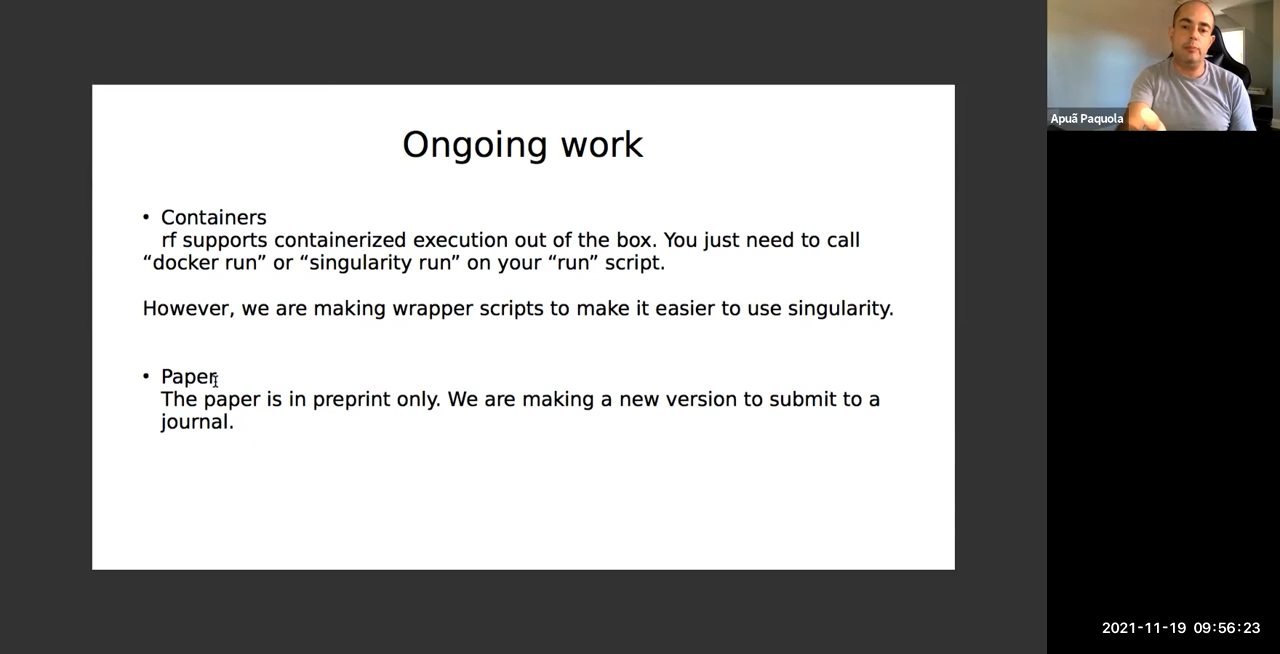 Ongoing work
• Containers
rf supports containerized execution out of the box. You just need to call
“docker run” or “singularity run” on your “run” script.
However, we are making wrapper scripts to make it easier to use singularity.
• Paper
The paper is in preprint only. We are making a new version to submit to a
journal.
Apuã Paquola
2021-11-19 09:56:23